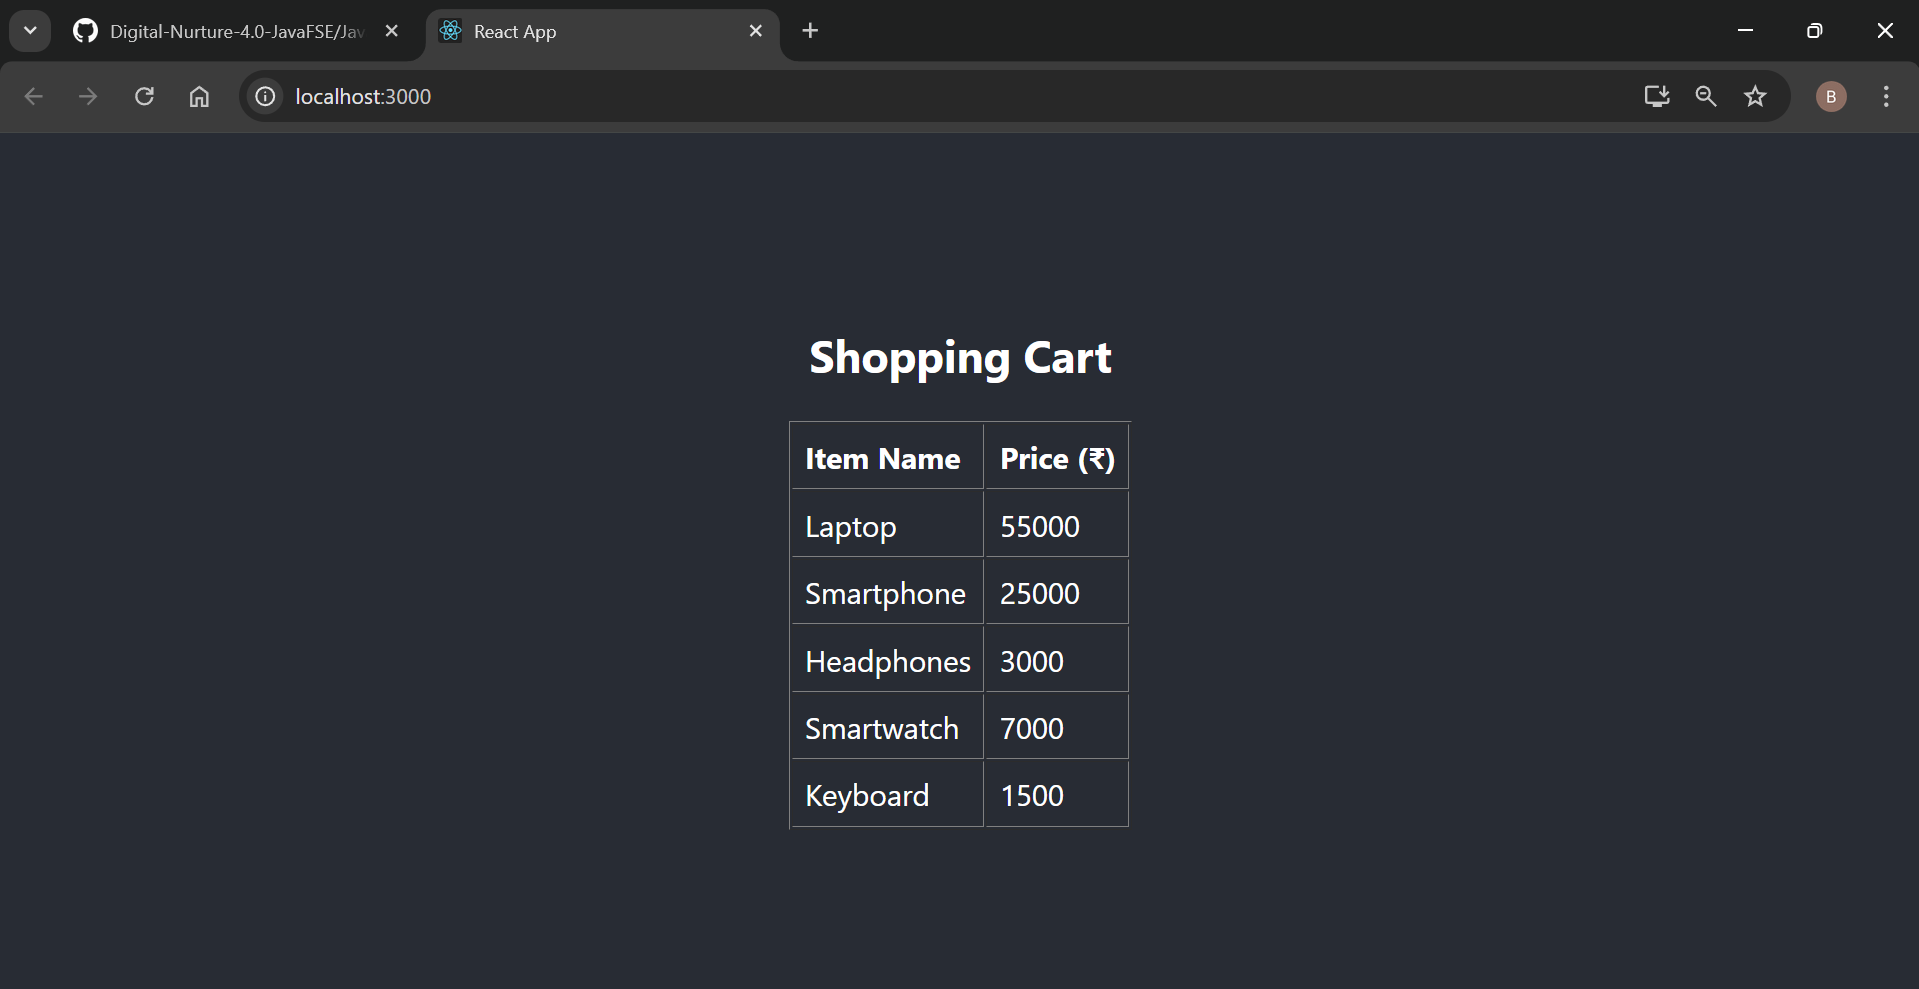 Digital-Nurture-4.0-JavaFSE/Jav
React App
localhost:3000
B
Shopping Cart
Item Name Price (₹)
Laptop 55000
Smartphone 25000
Headphones 3000
Smartwatch 7000
Keyboard 1500